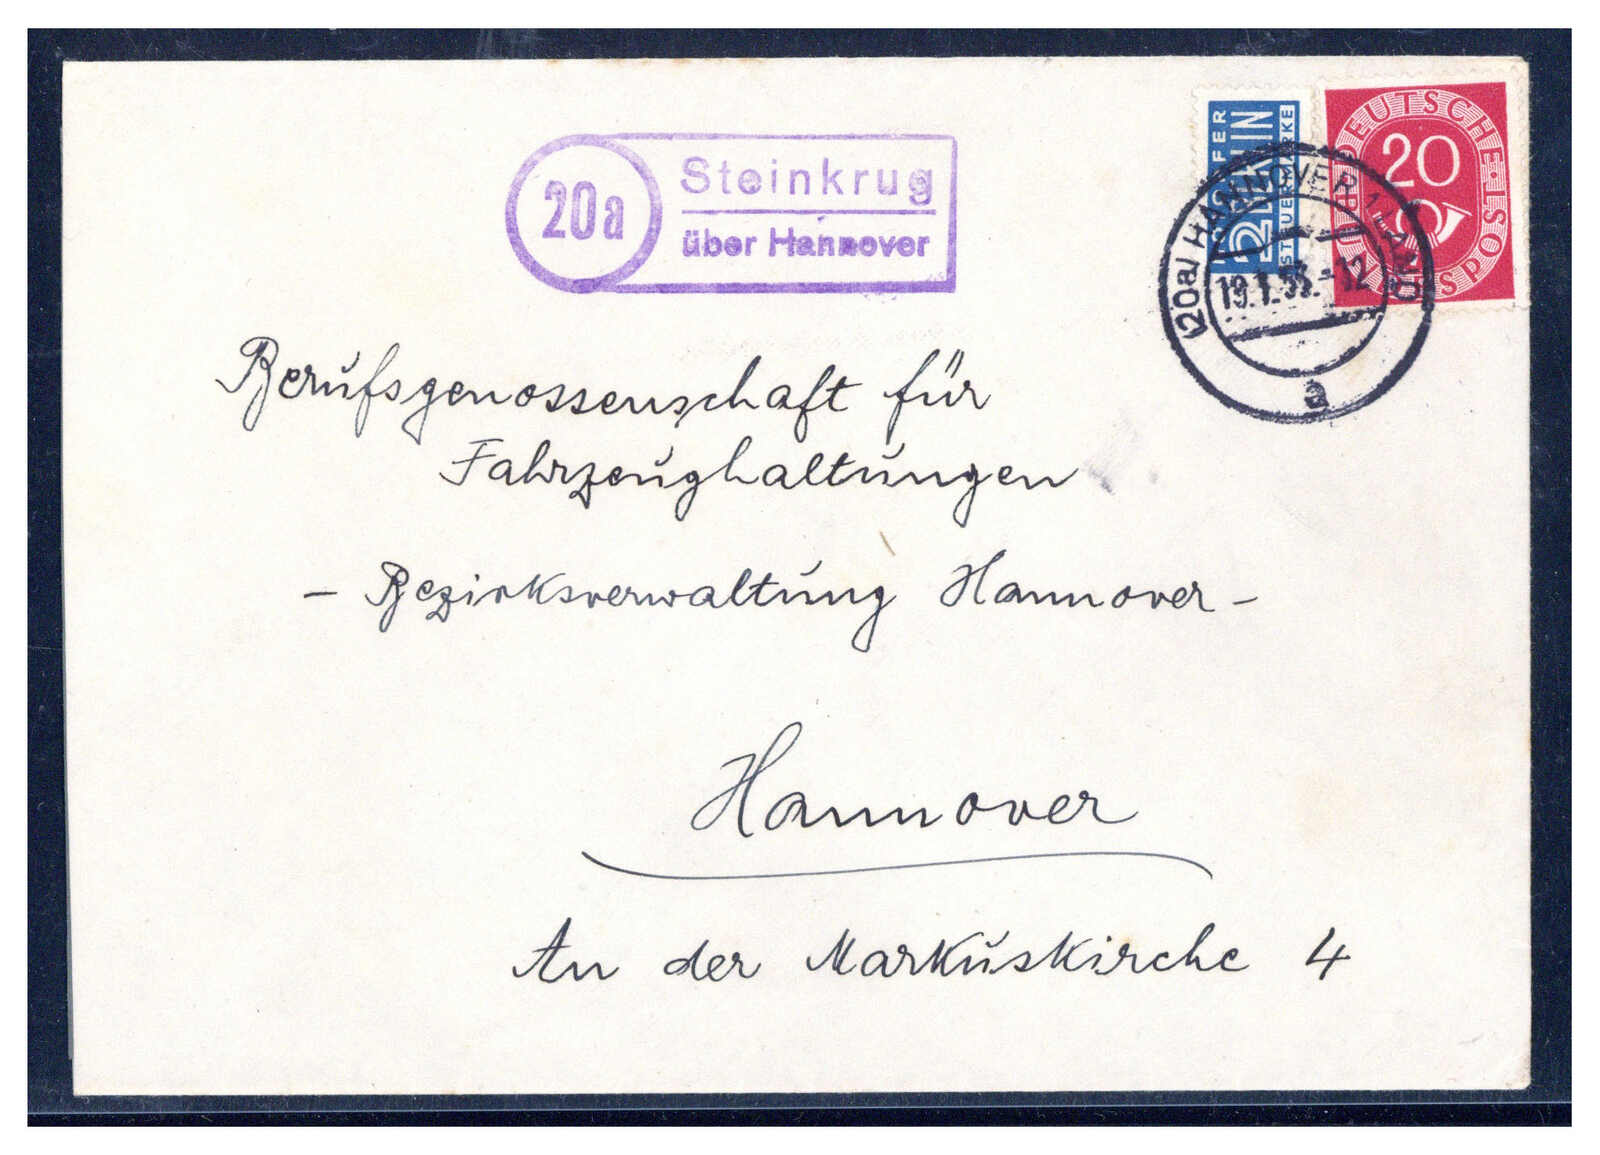 20a
Steinkrug
über Hannover
2 BERLIN
STEUERMARKE
DEUTSCHE BUNDESPOST
20
(20a) HANNOVER
19.1.53.-12
a
Berufsgenossenschaft für
Fahrzeughaltungen
- Bezirksverwaltung Hannover -
Hannover
An der Markuskirche 4